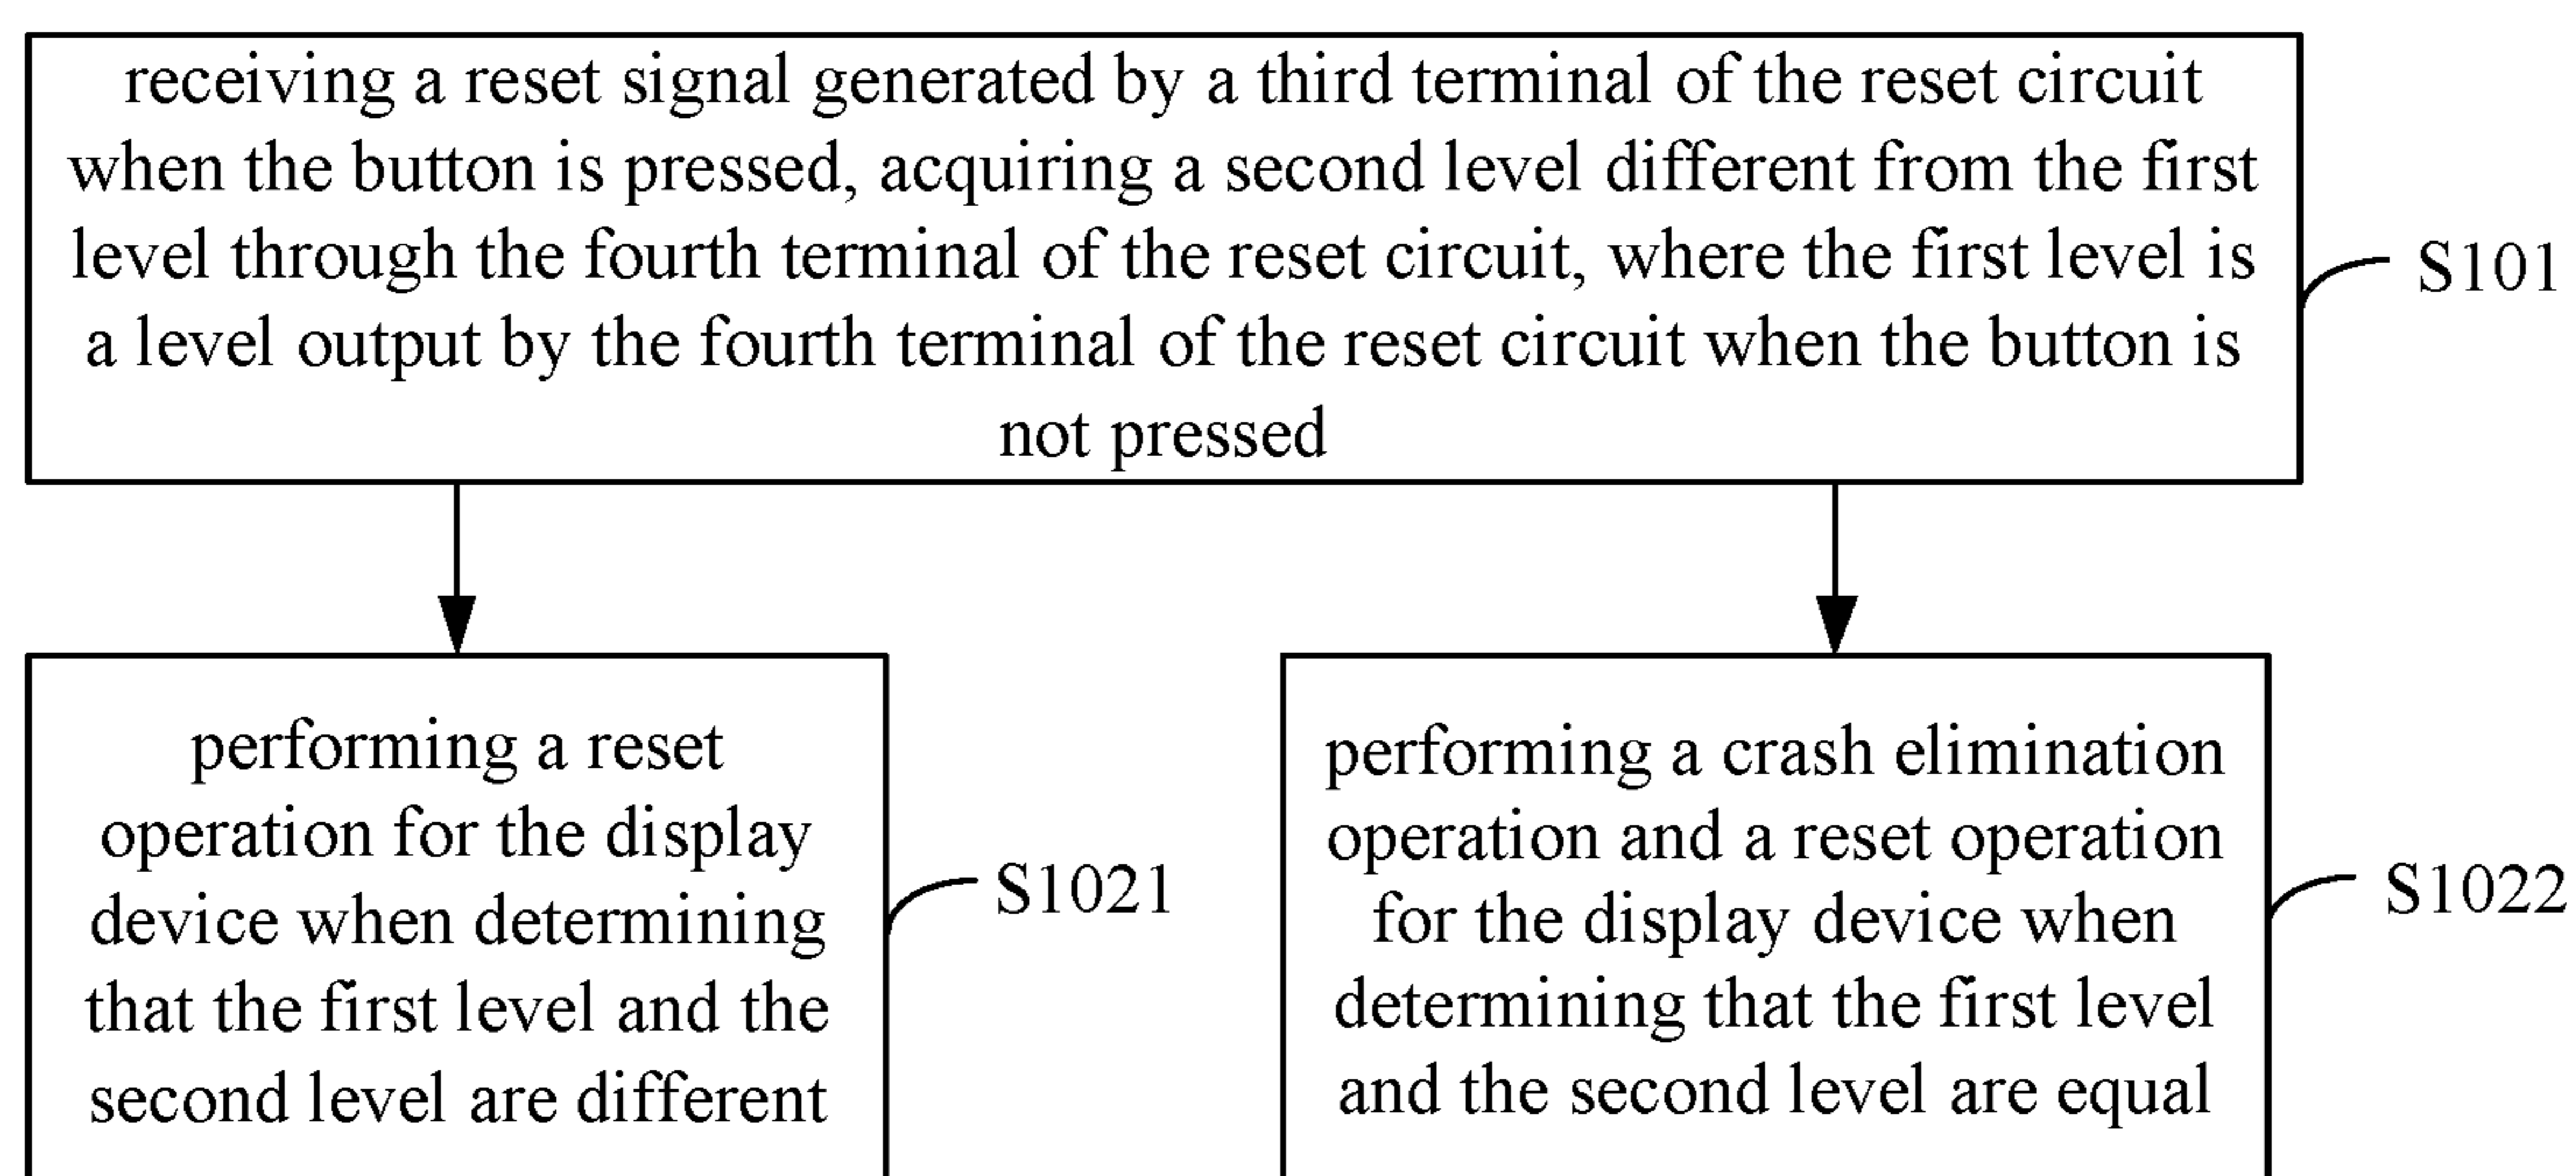 receiving a reset signal generated by a third terminal of the reset circuit
when the button is pressed, acquiring a second level different from the first
level through the fourth terminal of the reset circuit, where the first level is
a level output by the fourth terminal of the reset circuit when the button is
not pressed
S101
performing a reset
operation for the display
device when determining
that the first level and the
second level are different
S1021
performing a crash elimination
operation and a reset operation
for the display device when
determining that the first level
and the second level are equal
S1022